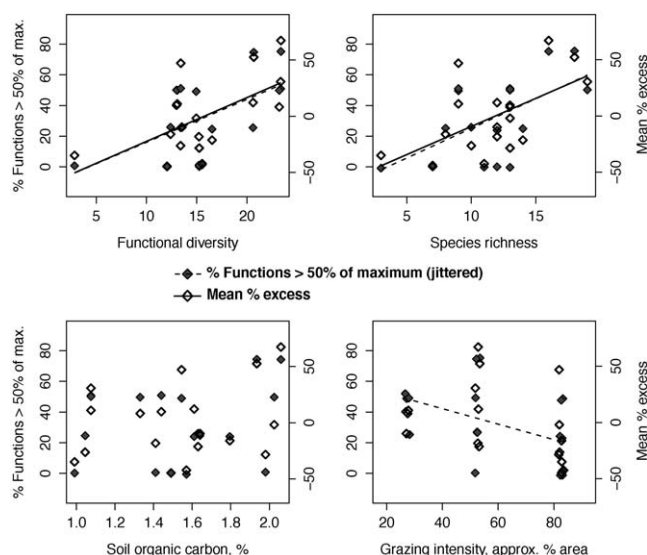 % Functions > 50% of max.
80
60
40
20
0
50
0
−50
5 10 15 20
Functional diversity
80
60
40
20
0
50
0
−50
Mean % excess
5 10 15
Species richness
% Functions > 50% of maximum (jittered)
Mean % excess
% Functions > 50% of max.
80
60
40
20
0
50
0
−50
1.0 1.2 1.4 1.6 1.8 2.0
Soil organic carbon, %
80
60
40
20
0
50
0
−50
Mean % excess
20 40 60 80
Grazing intensity, approx. % area